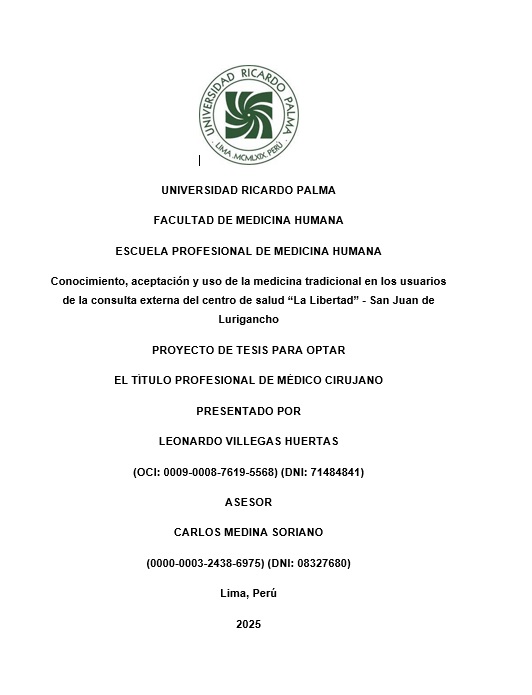 UNIVERSIDAD RICARDO PALMA
· LIMA .MCMLXIX. PERÚ ·
UNIVERSIDAD RICARDO PALMA
FACULTAD DE MEDICINA HUMANA
ESCUELA PROFESIONAL DE MEDICINA HUMANA
Conocimiento, aceptación y uso de la medicina tradicional en los usuarios
de la consulta externa del centro de salud “La Libertad” - San Juan de
Lurigancho
PROYECTO DE TESIS PARA OPTAR
EL TÌTULO PROFESIONAL DE MÉDICO CIRUJANO
PRESENTADO POR
LEONARDO VILLEGAS HUERTAS
(OCI: 0009-0008-7619-5568) (DNI: 71484841)
ASESOR
CARLOS MEDINA SORIANO
(0000-0003-2438-6975) (DNI: 08327680)
Lima, Perú
2025